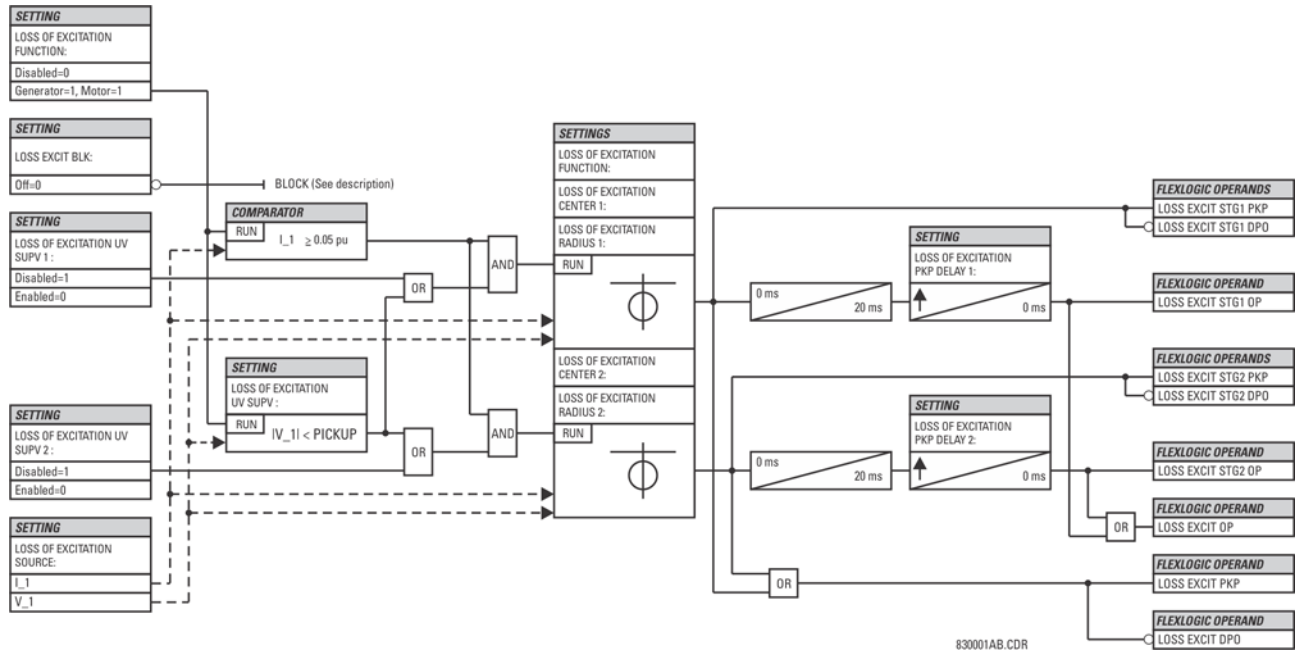 SETTING
LOSS OF EXCITATION
FUNCTION:
Disabled=0
Generator=1, Motor=1
SETTING
LOSS EXCIT BLK:
Off=0
BLOCK (See description)
SETTING
LOSS OF EXCITATION UV
SUPV 1 :
Disabled=1
Enabled=0
SETTING
LOSS OF EXCITATION UV
SUPV 2 :
Disabled=1
Enabled=0
SETTING
LOSS OF EXCITATION
SOURCE:
I_1
V_1
COMPARATOR
RUN
I_1 ≥ 0.05 pu
SETTING
LOSS OF EXCITATION
UV SUPV :
RUN
|V_1| < PICKUP
OR
OR
AND
AND
SETTINGS
LOSS OF EXCITATION
FUNCTION:
LOSS OF EXCITATION
CENTER 1:
LOSS OF EXCITATION
RADIUS 1:
RUN
LOSS OF EXCITATION
CENTER 2:
LOSS OF EXCITATION
RADIUS 2:
RUN
0 ms
20 ms
SETTING
LOSS OF EXCITATION
PKP DELAY 1:
0 ms
0 ms
20 ms
SETTING
LOSS OF EXCITATION
PKP DELAY 2:
0 ms
OR
OR
FLEXLOGIC OPERANDS
LOSS EXCIT STG1 PKP
LOSS EXCIT STG1 DPO
FLEXLOGIC OPERAND
LOSS EXCIT STG1 OP
FLEXLOGIC OPERANDS
LOSS EXCIT STG2 PKP
LOSS EXCIT STG2 DPO
FLEXLOGIC OPERAND
LOSS EXCIT STG2 OP
FLEXLOGIC OPERAND
LOSS EXCIT OP
FLEXLOGIC OPERAND
LOSS EXCIT PKP
FLEXLOGIC OPERAND
LOSS EXCIT DPO
830001AB.CDR